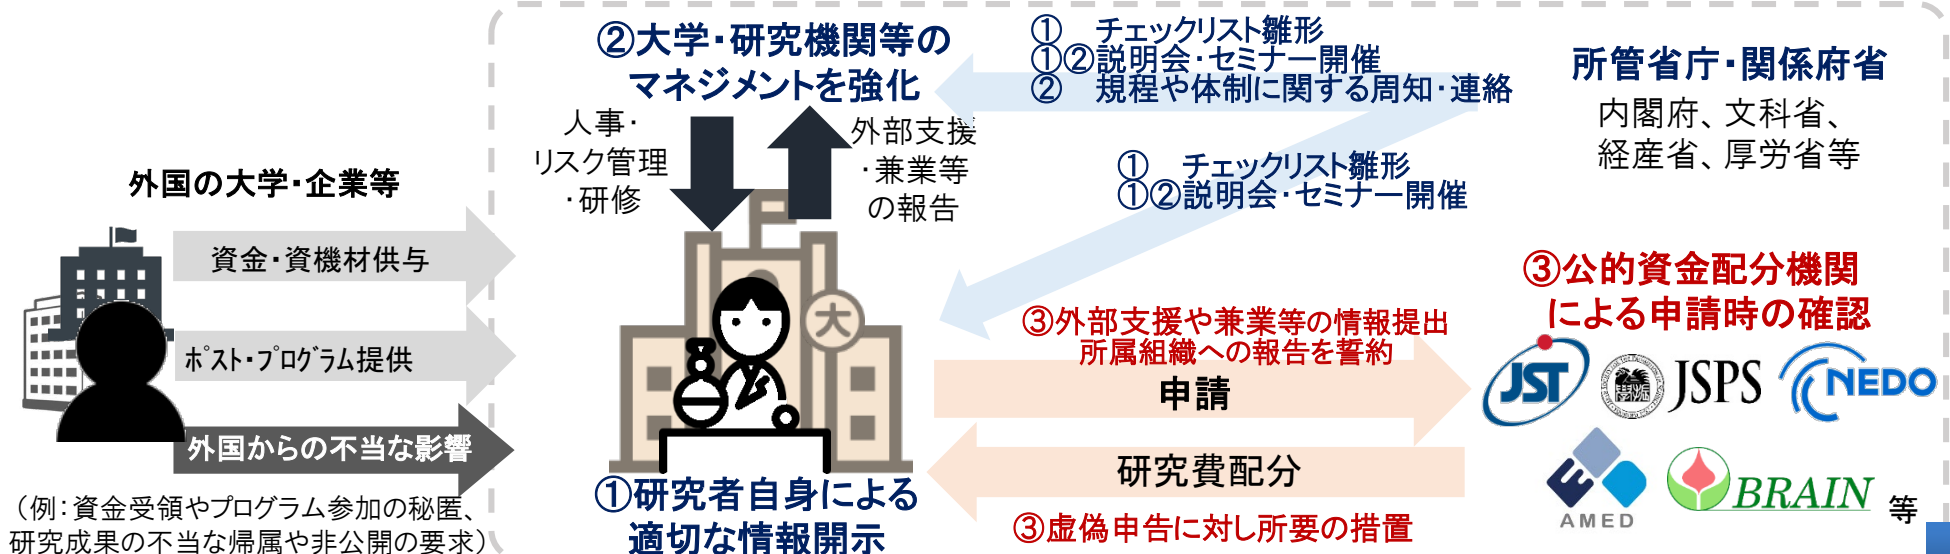 ②大学・研究機関等の
マネジメントを強化
① チェックリスト雛形
①②説明会・セミナー開催
② 規程や体制に関する周知・連絡
所管省庁・関係府省
内閣府、文科省、
経産省、厚労省等
人事・
リスク管理
・研修
外部支援
・兼業等
の報告
① チェックリスト雛形
①②説明会・セミナー開催
外国の大学・企業等
資金・資機材供与
ポスト・プログラム提供
外国からの不当な影響
（例：資金受領やプログラム参加の秘匿、
研究成果の不当な帰属や非公開の要求）
大
①研究者自身による
適切な情報開示
③外部支援や兼業等の情報提出
所属組織への報告を誓約
申請
研究費配分
③虚偽申告に対し所要の措置
③公的資金配分機関
による申請時の確認
JST
JSPS
NEDO
AMED
BRAIN 等